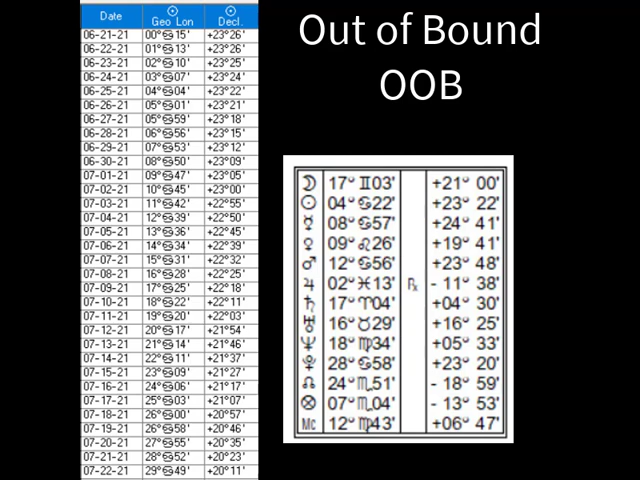 Out of Bound
OOB
Date ☉ Geo Lon ☉ Decl.
06-21-21 00°♋15' +23°26'
06-22-21 01°♋13' +23°26'
06-23-21 02°♋10' +23°25'
06-24-21 03°♋07' +23°24'
06-25-21 04°♋04' +23°22'
06-26-21 05°♋01' +23°21'
06-27-21 05°♋59' +23°18'
06-28-21 06°♋56' +23°15'
06-29-21 07°♋53' +23°12'
06-30-21 08°♋50' +23°09'
07-01-21 09°♋47' +23°05'
07-02-21 10°♋45' +23°00'
07-03-21 11°♋42' +22°55'
07-04-21 12°♋39' +22°50'
07-05-21 13°♋36' +22°45'
07-06-21 14°♋34' +22°39'
07-07-21 15°♋31' +22°32'
07-08-21 16°♋28' +22°25'
07-09-21 17°♋25' +22°18'
07-10-21 18°♋22' +22°11'
07-11-21 19°♋20' +22°03'
07-12-21 20°♋17' +21°54'
07-13-21 21°♋14' +21°46'
07-14-21 22°♋11' +21°37'
07-15-21 23°♋09' +21°27'
07-16-21 24°♋06' +21°17'
07-17-21 25°♋03' +21°07'
07-18-21 26°♋00' +20°57'
07-19-21 26°♋58' +20°46'
07-20-21 27°♋55' +20°35'
07-21-21 28°♋52' +20°23'
07-22-21 29°♋49' +20°11'
☽ 17° ♊03' +21° 00'
☉ 04° ♋22' +23° 22'
☿ 08° ♋57' +24° 41'
♀ 09° ♌26' +19° 41'
♂ 12° ♋56' +23° 48'
♃ 02° ♓13' ℞ - 11° 38'
♄ 17° ♈04' +04° 30'
♅ 16° ♉29' +16° 25'
♆ 18° ♍34' +05° 33'
28° ♋58' +23° 20'
☊ 24° ♏51' - 18° 59'
⊗ 07° ♏04' - 13° 53'
Mc 12° ♍43' +06° 47'